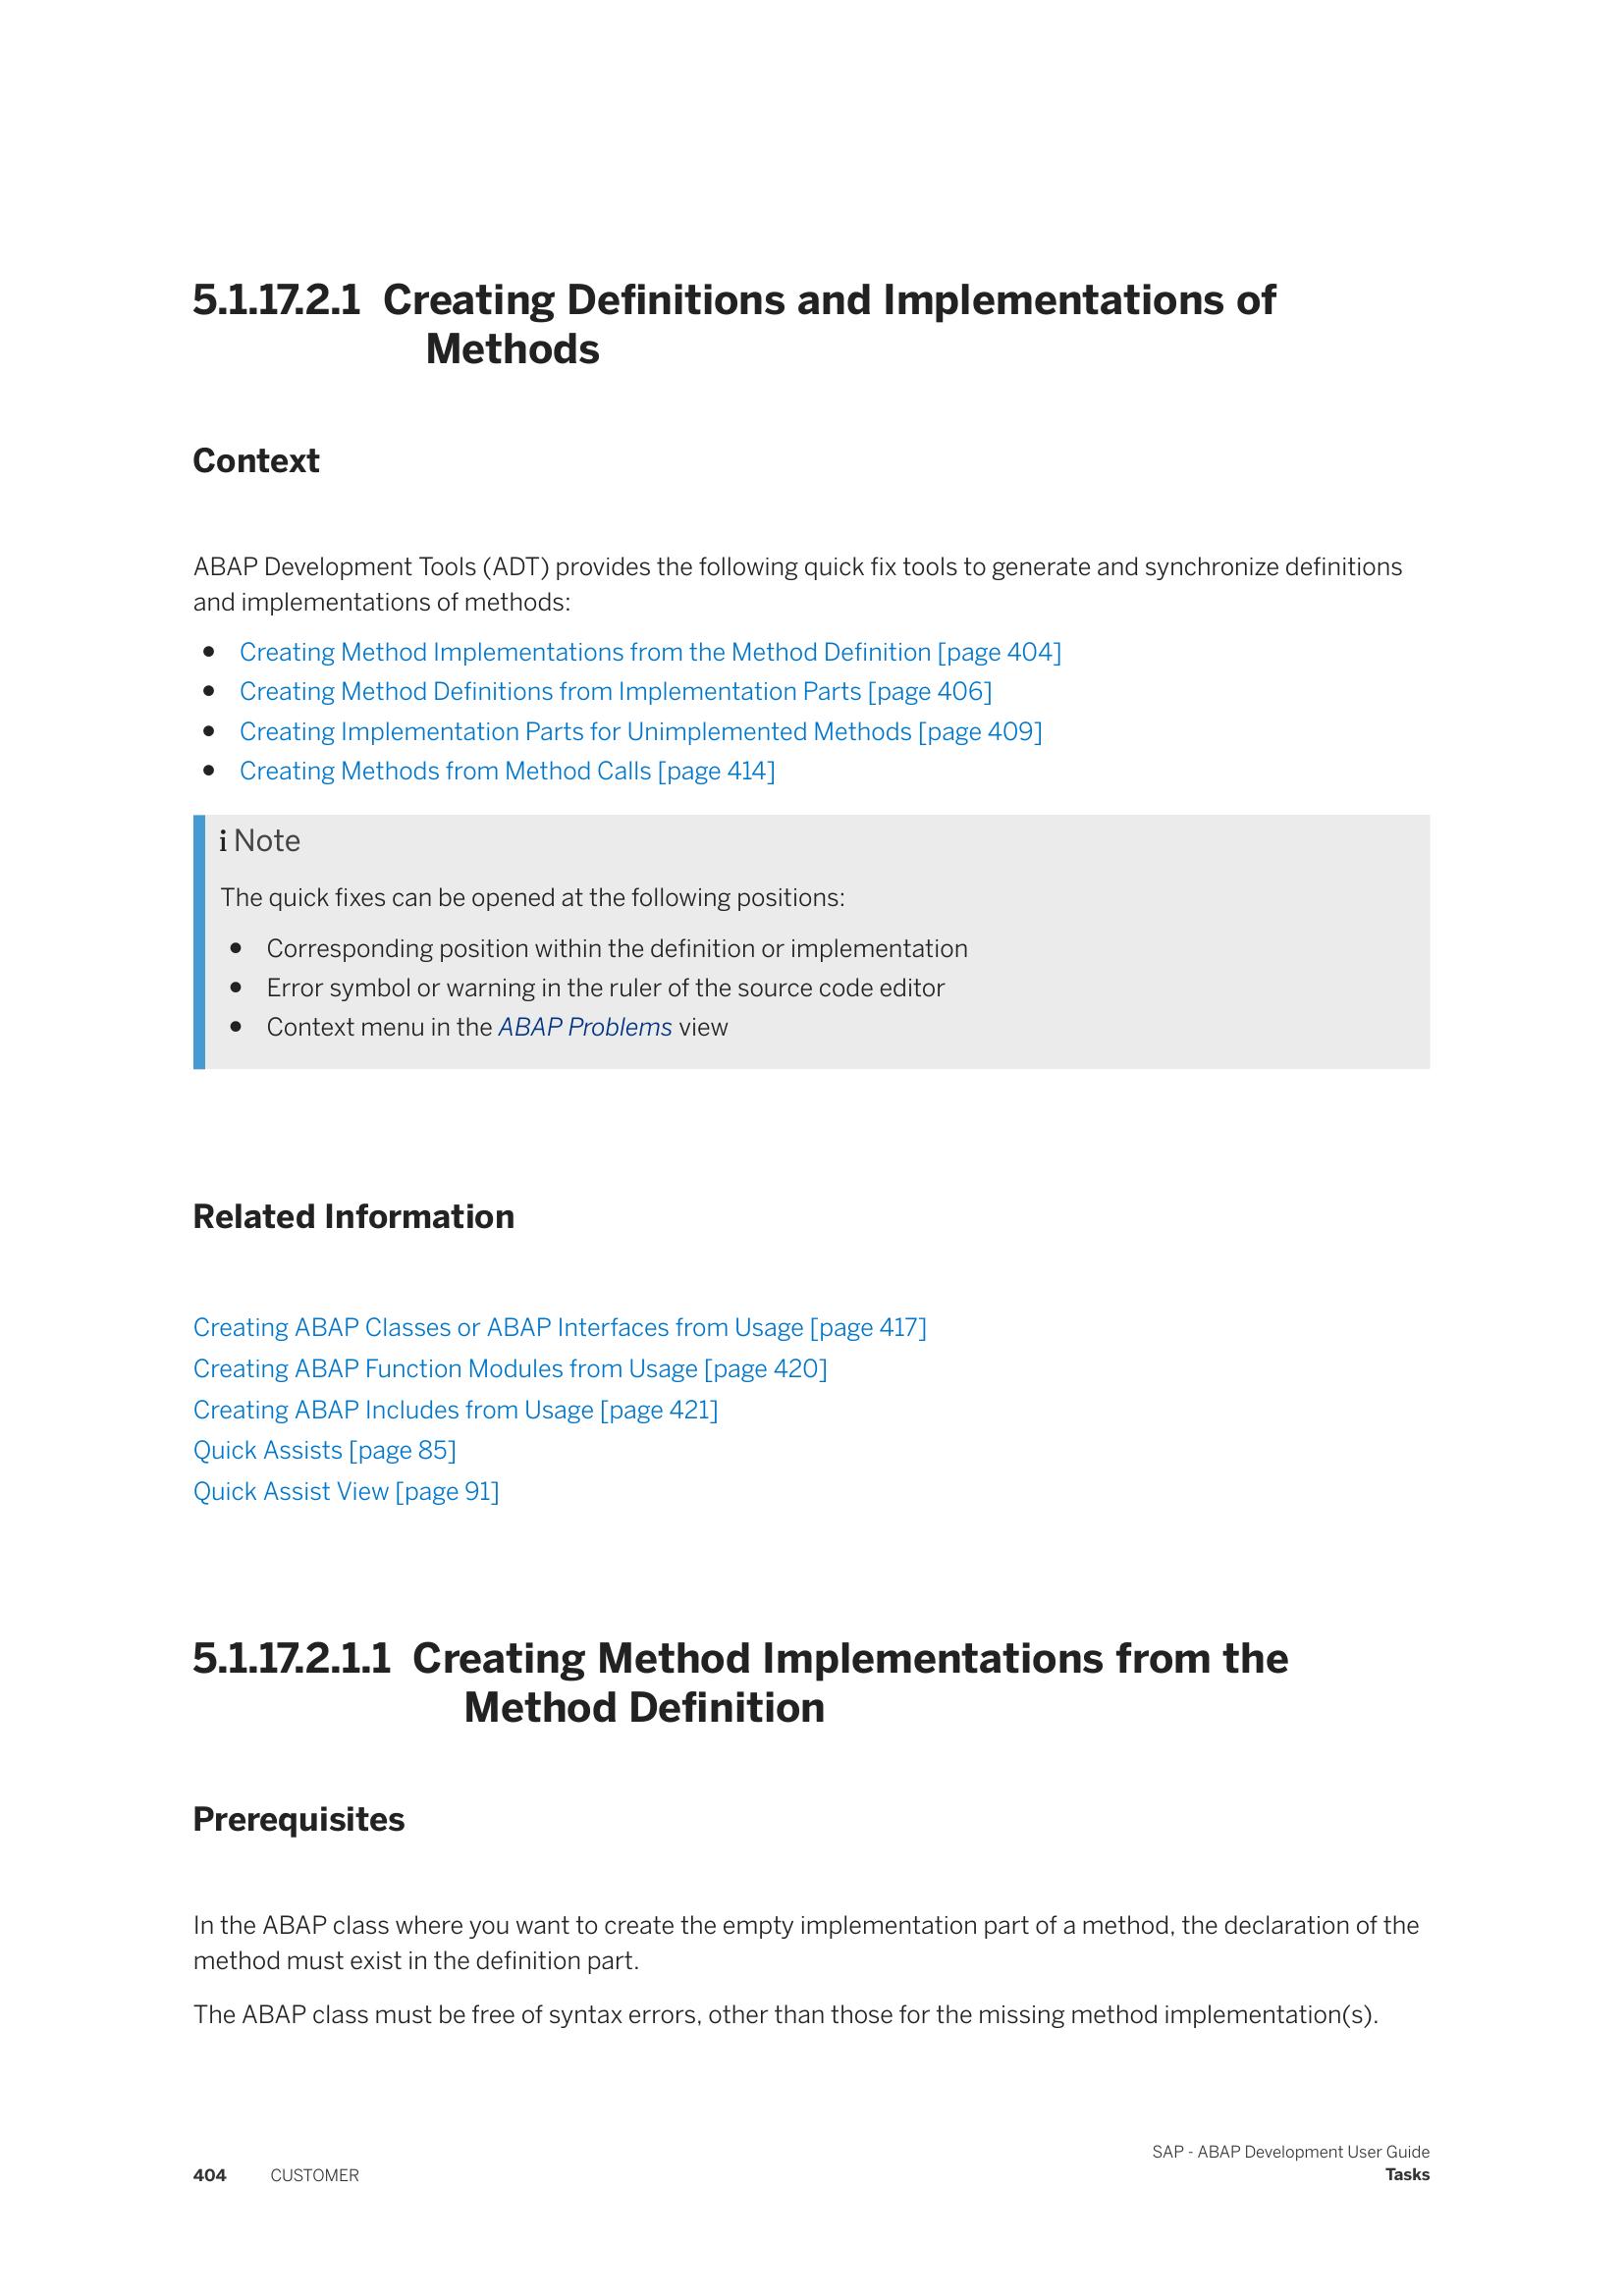 5.1.17.2.1 Creating Definitions and Implementations of
Methods
Context
ABAP Development Tools (ADT) provides the following quick fix tools to generate and synchronize definitions
and implementations of methods:
● Creating Method Implementations from the Method Definition [page 404]
● Creating Method Definitions from Implementation Parts [page 406]
● Creating Implementation Parts for Unimplemented Methods [page 409]
● Creating Methods from Method Calls [page 414]
i Note
The quick fixes can be opened at the following positions:
● Corresponding position within the definition or implementation
● Error symbol or warning in the ruler of the source code editor
● Context menu in the ABAP Problems view
Related Information
Creating ABAP Classes or ABAP Interfaces from Usage [page 417]
Creating ABAP Function Modules from Usage [page 420]
Creating ABAP Includes from Usage [page 421]
Quick Assists [page 85]
Quick Assist View [page 91]
5.1.17.2.1.1 Creating Method Implementations from the
Method Definition
Prerequisites
In the ABAP class where you want to create the empty implementation part of a method, the declaration of the
method must exist in the definition part.
The ABAP class must be free of syntax errors, other than those for the missing method implementation(s).
SAP - ABAP Development User Guide
404 CUSTOMER Tasks